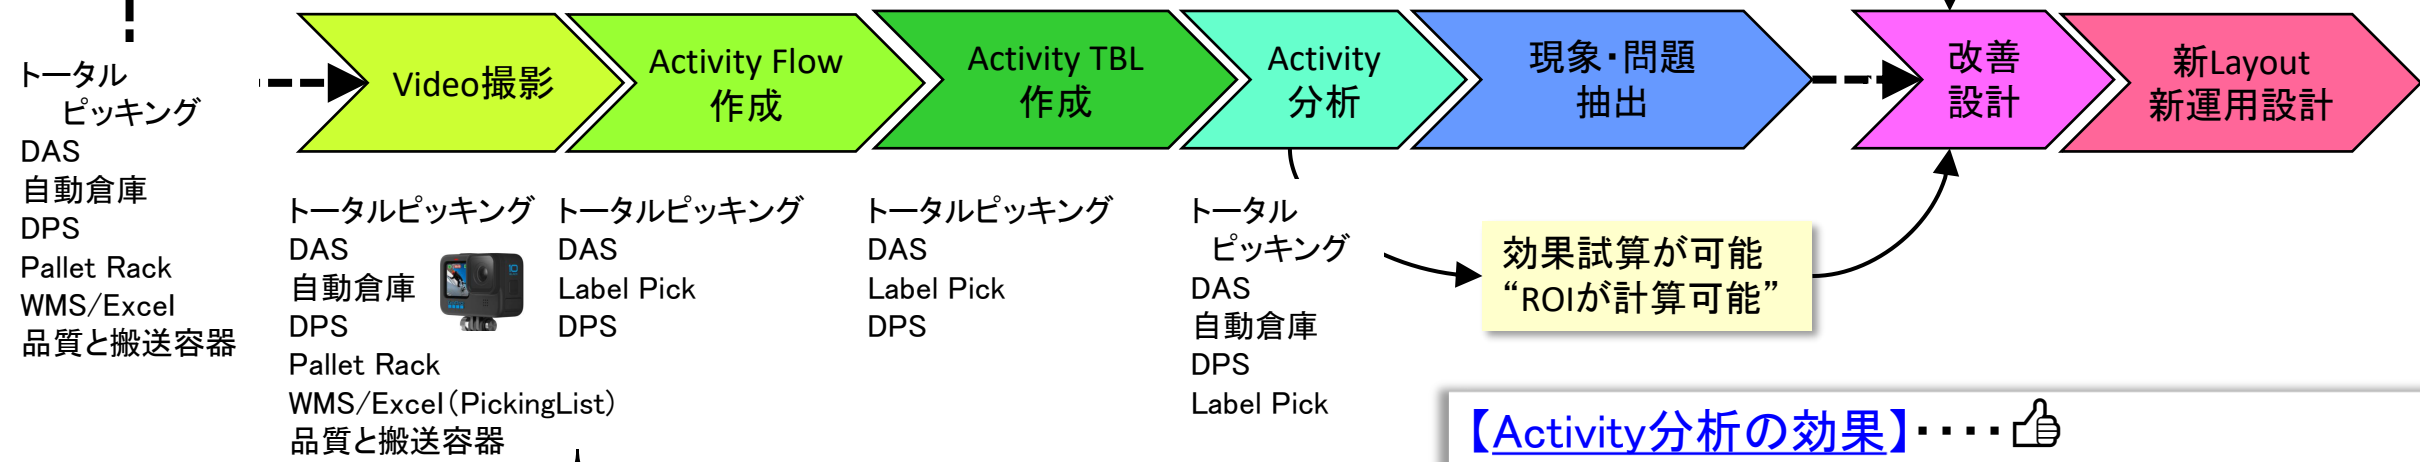 トータル
ピッキング
DAS
自動倉庫
DPS
Pallet Rack
WMS/Excel
品質と搬送容器
Video撮影
Activity Flow
作成
Activity TBL
作成
Activity
分析
現象・問題
抽出
改善
設計
新Layout
新運用設計
トータルピッキング
DAS
自動倉庫
DPS
Pallet Rack
WMS/Excel(PickingList)
品質と搬送容器
10
トータルピッキング
DAS
Label Pick
DPS
トータルピッキング
DAS
Label Pick
DPS
トータル
ピッキング
DAS
自動倉庫
DPS
Label Pick
効果試算が可能
“ROIが計算可能”
【Activity分析の効果】・・・・